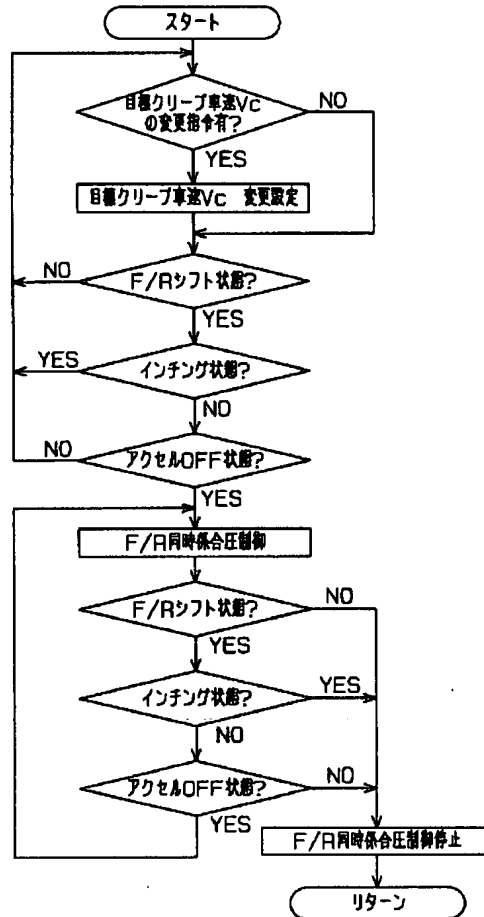 スタート
目標クリープ車速Vc
の変更指令有?
NO
YES
目標クリープ車速Vc 変更設定
NO
F/Rシフト状態?
YES
YES
インチング状態?
NO
NO
アクセルOFF状態?
YES
F/R同時係合圧制御
F/Rシフト状態?
NO
YES
インチング状態?
YES
NO
アクセルOFF状態?
NO
YES
F/R同時係合圧制御停止
リターン